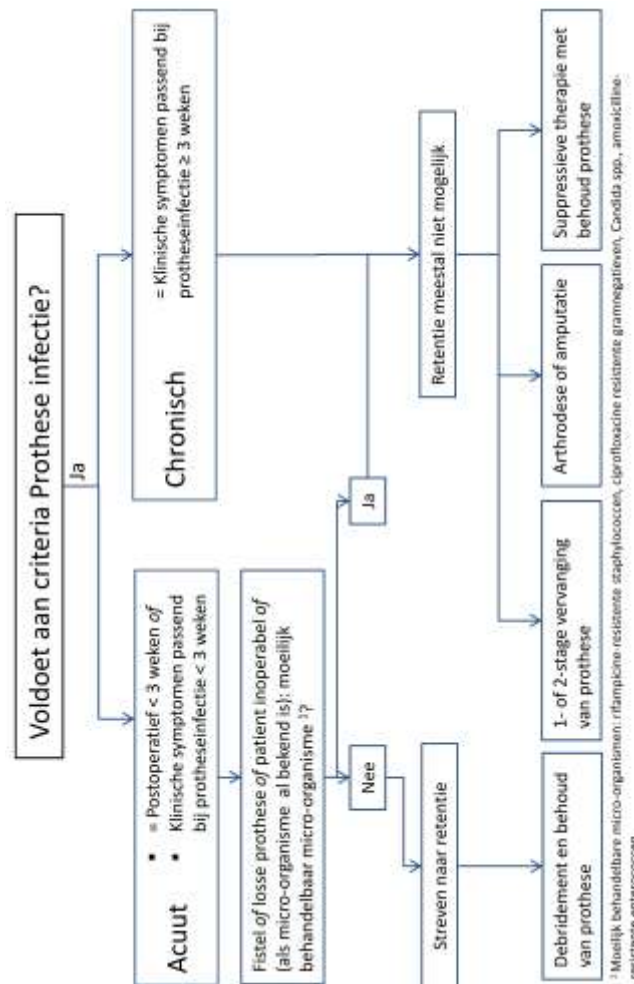 Voldoet aan criteria Prothese infectie?
Ja
Acuut
▪ = Postoperatief < 3 weken of
▪ Klinische symptomen passend
bij protheseinfectie < 3 weken
Chronisch
= Klinische symptomen passend bij
protheseinfectie ≥ 3 weken
Fistel of losse prothese of patient inoperabel of
(als micro-organisme al bekend is): moeilijk
behandelbaar micro-organisme ¹?
Nee
Ja
Streven naar retentie
Retentie meestal niet mogelijk
Debridement en behoud
van prothese
1- of 2-stage vervanging
van prothese
Arthrodese of amputatie
Suppressieve therapie met
behoud prothese
¹ Moeilijk behandelbare micro-organismen: rifampicine-resistente staphylococcen, ciprofloxacine resistente gramnegatieven, Candida spp., amoxicilline-
resistente enterococcen